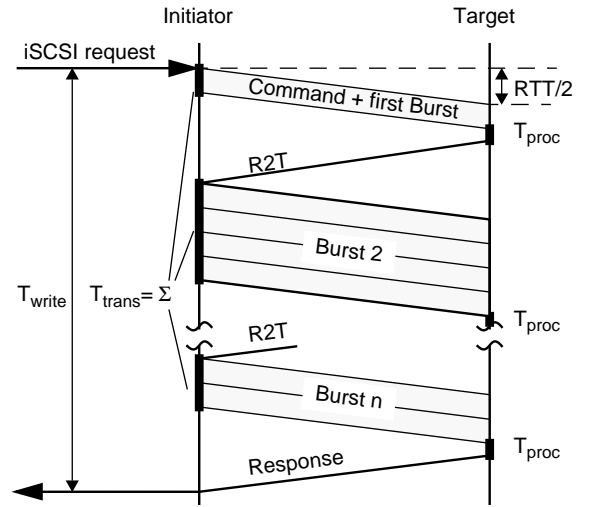 Initiator
Target
iSCSI request
Command + first Burst
RTT/2
T_proc
R2T
Burst 2
T_write
T_trans = Σ
T_proc
R2T
Burst n
T_proc
Response